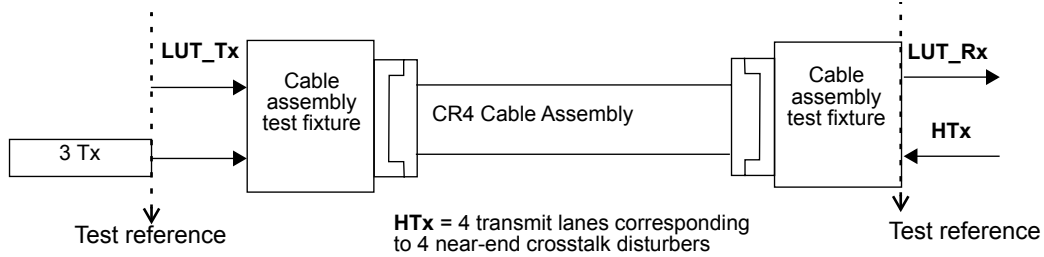 LUT_Tx
Cable
assembly
test fixture
3 Tx
CR4 Cable Assembly
Cable
assembly
test fixture
LUT_Rx
HTx
Test reference
HTx = 4 transmit lanes corresponding
to 4 near-end crosstalk disturbers
Test reference